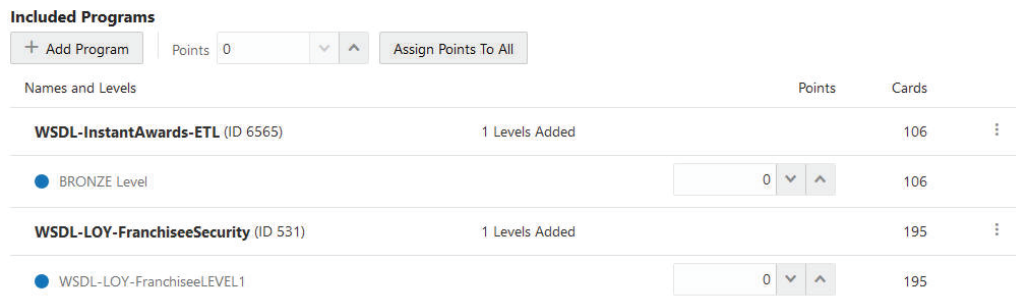 Included Programs
+ Add Program Points 0 Assign Points To All
Names and Levels Points Cards
WSDL-InstantAwards-ETL (ID 6565) 1 Levels Added 106
BRONZE Level 0 106
WSDL-LOY-FranchiseeSecurity (ID 531) 1 Levels Added 195
WSDL-LOY-FranchiseeLEVEL1 0 195